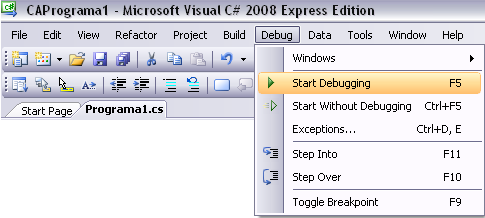 CAPrograma1 - Microsoft Visual C# 2008 Express Edition
File Edit View Refactor Project Build Debug Data Tools Window Help
Windows
Start Debugging F5
Start Without Debugging Ctrl+F5
Exceptions... Ctrl+D, E
Step Into F11
Step Over F10
Toggle Breakpoint F9
Start Page Programa1.cs